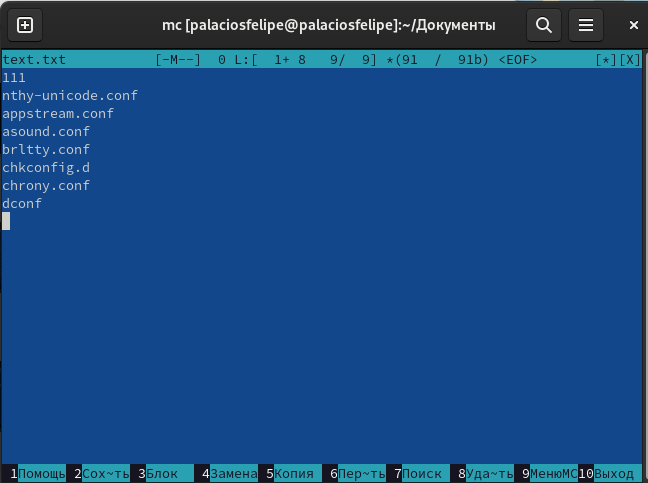 mc [palaciosfelipe@palaciosfelipe]:~/Документы
text.txt [-M--] 0 L:[ 1+ 8 9/ 9] *(91 / 91b) <EOF> [*][X]
111
nthy-unicode.conf
appstream.conf
asound.conf
brltty.conf
chkconfig.d
chrony.conf
dconf
1Помощь 2Сох~ть 3Блок 4Замена 5Копия 6Пер~ть 7Поиск 8Уда~ть 9МенюMC 10Выход